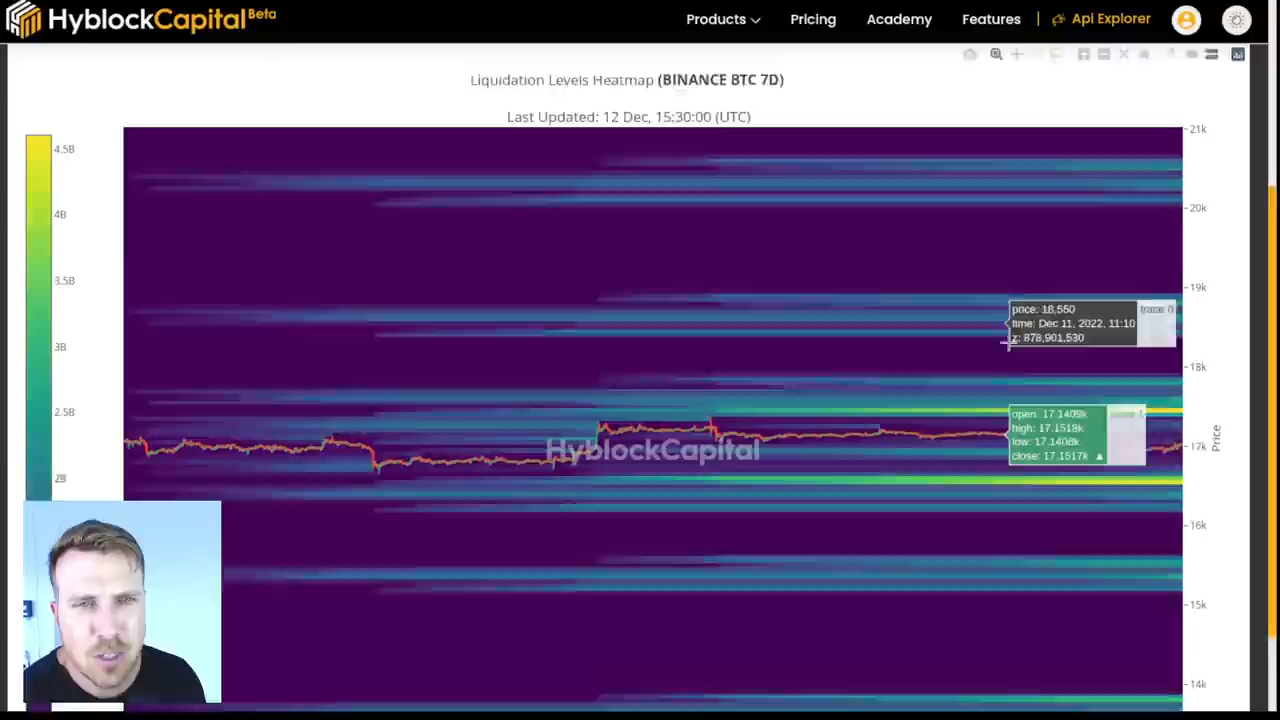 HyblockCapital Beta
Products
Pricing
Academy
Features
Api Explorer
Liquidation Levels Heatmap (BINANCE BTC 7D)
Last Updated: 12 Dec, 15:30:00 (UTC)
4.5B
4B
3.5B
3B
2.5B
2B
21k
20k
19k
18k
17k
16k
15k
14k
Price
price: 18,550
time: Dec 11, 2022, 11:10
z: 878,901,530
open: 17.1409k
high: 17.1518k
low: 17.1408k
close: 17.1517k ▲
HyblockCapital